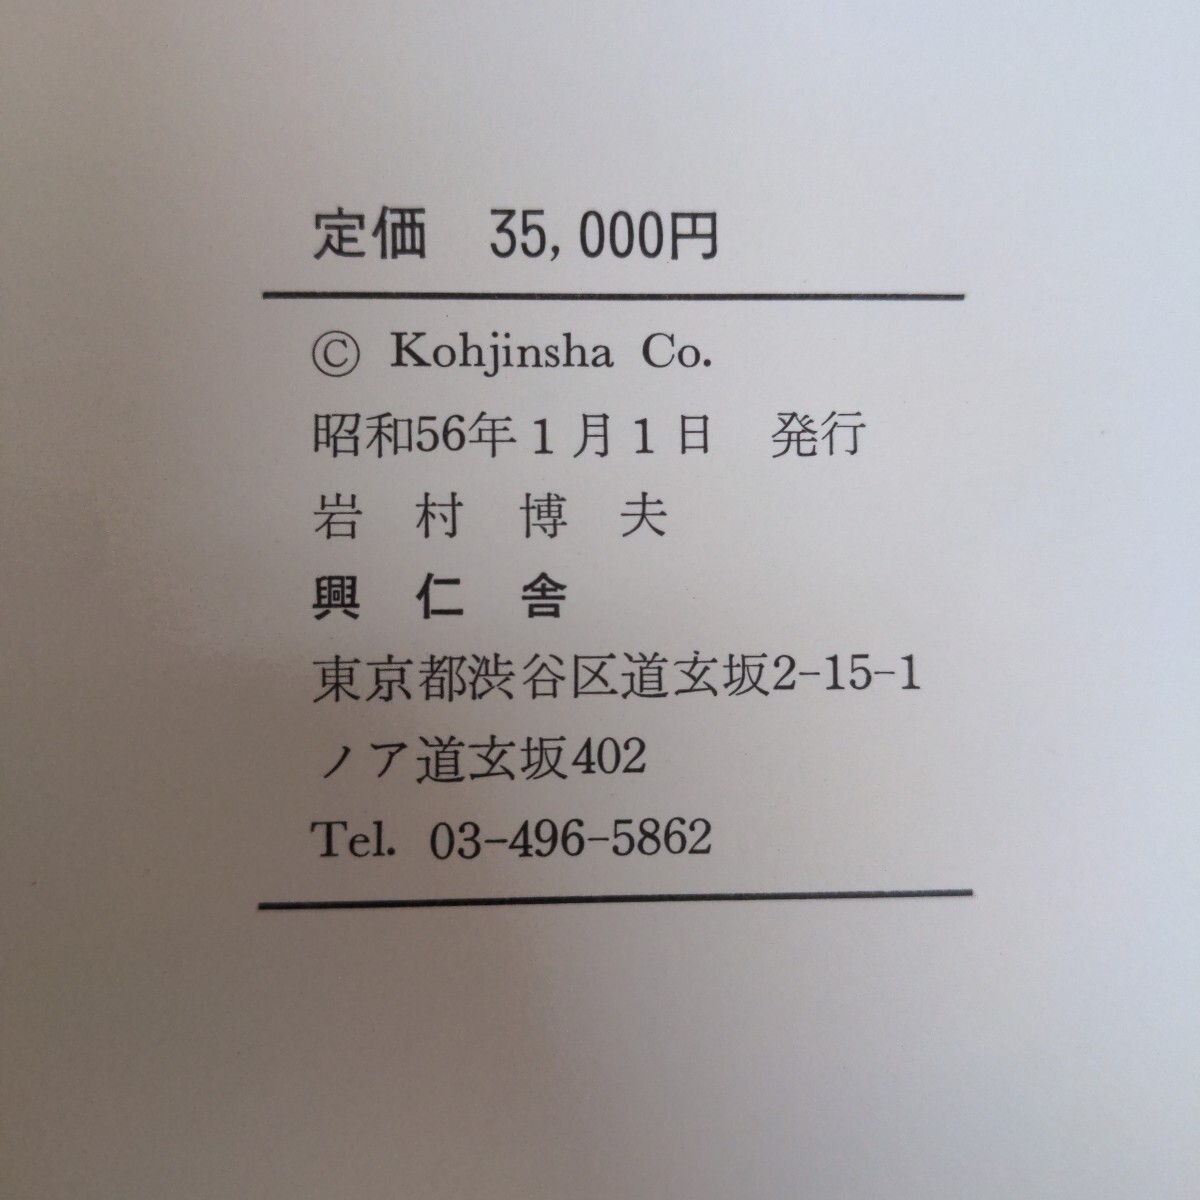 定価　35,000円
© Kohjinsha Co.
昭和56年1月1日　発行
岩　村　博　夫
興　仁　舎
東京都渋谷区道玄坂2-15-1
ノア道玄坂402
Tel. 03-496-5862